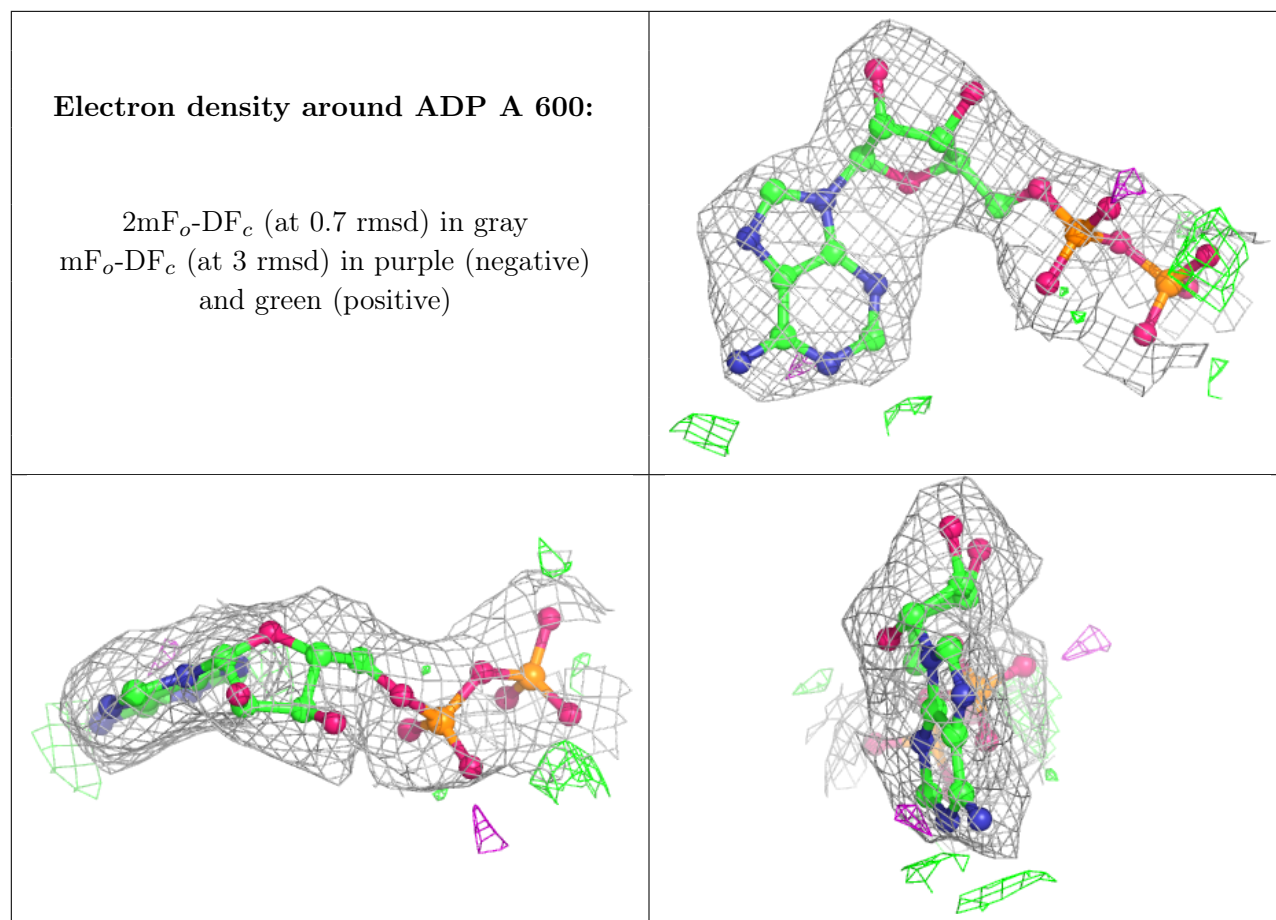 Electron density around ADP A 600:
2mFo-DFc (at 0.7 rmsd) in gray
mFo-DFc (at 3 rmsd) in purple (negative)
and green (positive)